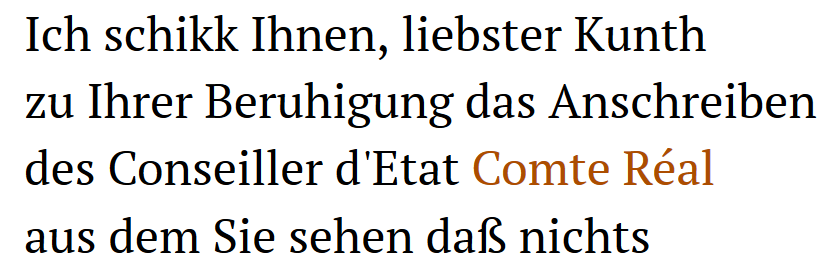 Ich schikk Ihnen, liebster Kunth
zu Ihrer Beruhigung das Anschreiben
des Conseiller d'Etat Comte Réal
aus dem Sie sehen daß nichts